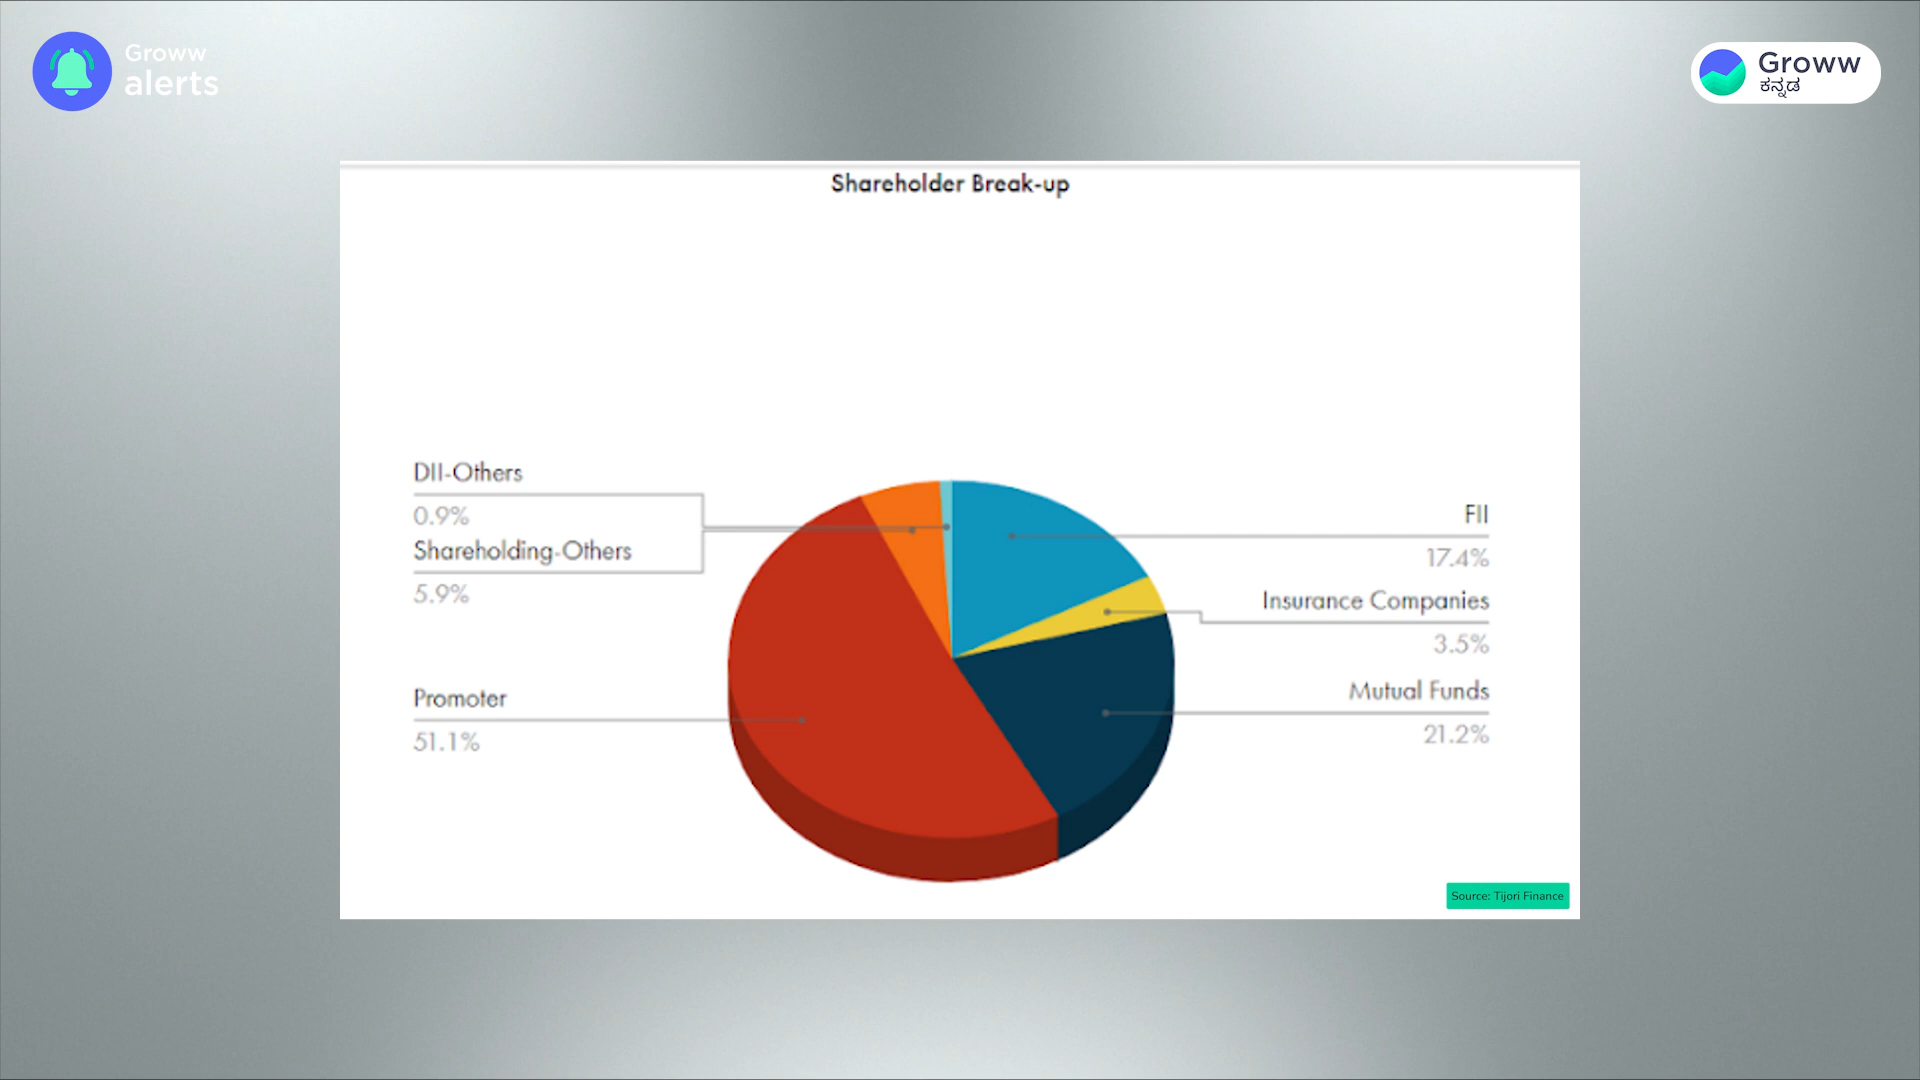 Groww
alerts
Groww
ಕನ್ನಡ
Shareholder Break-up
DII-Others
0.9%
Shareholding-Others
5.9%
Promoter
51.1%
FII
17.4%
Insurance Companies
3.5%
Mutual Funds
21.2%
Source: Tijori Finance